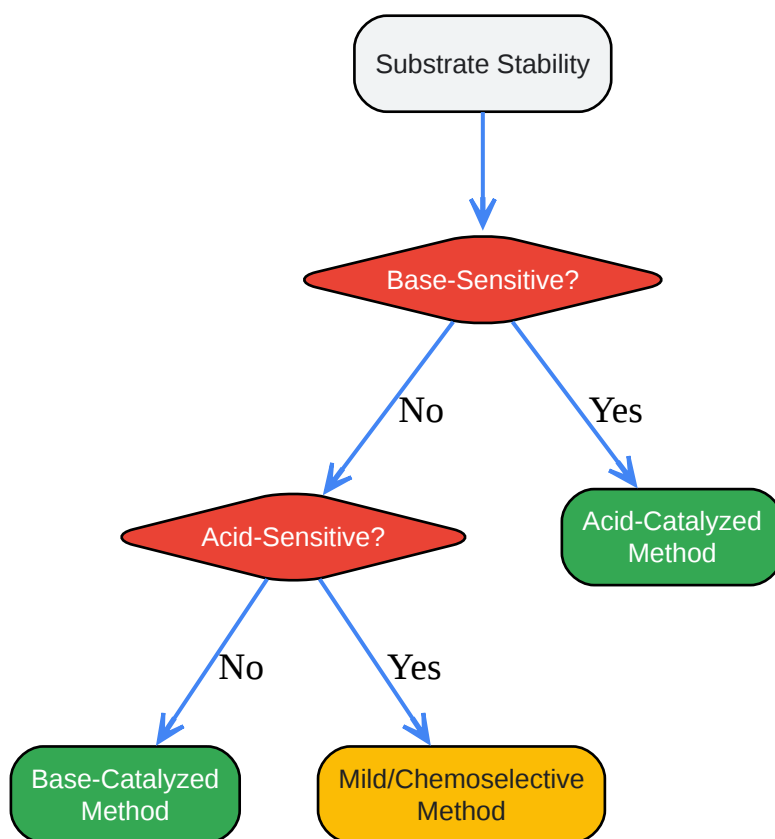 Substrate Stability
Base-Sensitive?
No
Yes
Acid-Catalyzed
Method
Acid-Sensitive?
No
Yes
Base-Catalyzed
Method
Mild/Chemoselective
Method